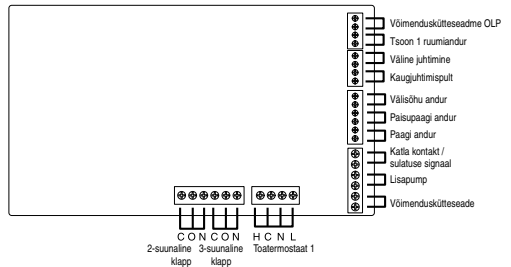 Võimenduskütteseadme OLP
Tsoon 1 ruumiandur
Väline juhtimine
Kaugjuhtimispult
Välisõhu andur
Paisupaagi andur
Paagi andur
Katla kontakt /
sulatuse signaal
Lisapump
Võimenduskütteseade
C O N C O N H C N L
2-suunaline 3-suunaline Toatermostaat 1
klapp klapp